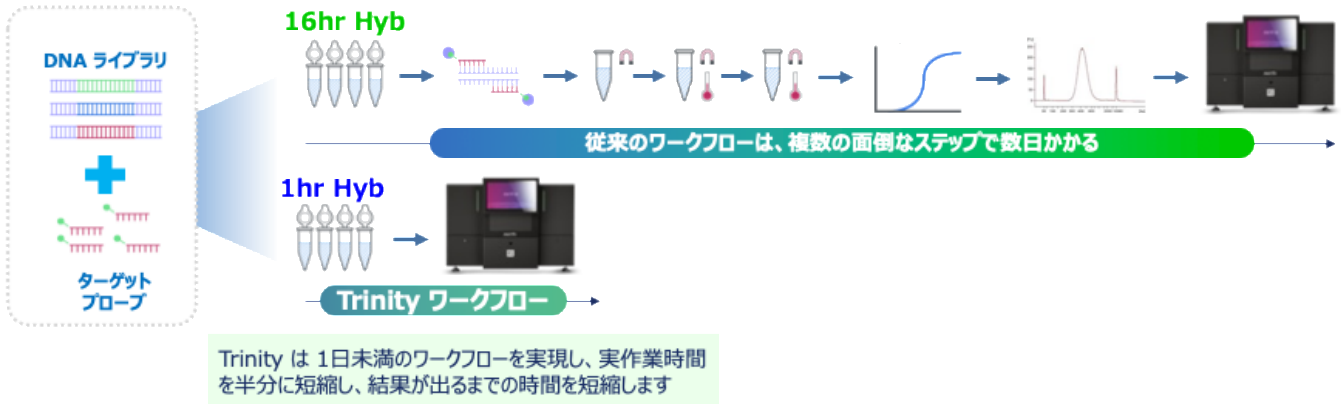 DNA ライブラリ
ターゲット
プローブ
16hr Hyb
従来のワークフローは、複数の面倒なステップで数日かかる
1hr Hyb
Trinity ワークフロー
Trinity は 1日未満のワークフローを実現し、実作業時間
を半分に短縮し、結果が出るまでの時間を短縮します